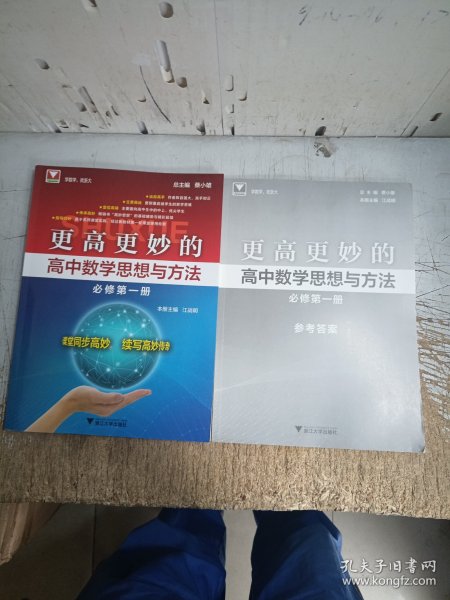 学数学，优浙大
总主编 蔡小雄
更高更妙的
高中数学思想与方法
必修第一册
本册主编 江战明
课堂同步高妙 续写高妙传奇
浙江大学出版社
学数学，优浙大
总主编 蔡小雄
本册主编 江战明
更高更妙的
高中数学思想与方法
必修第一册
参考答案
浙江大学出版社
孔夫子旧书网
www.kongfz.com